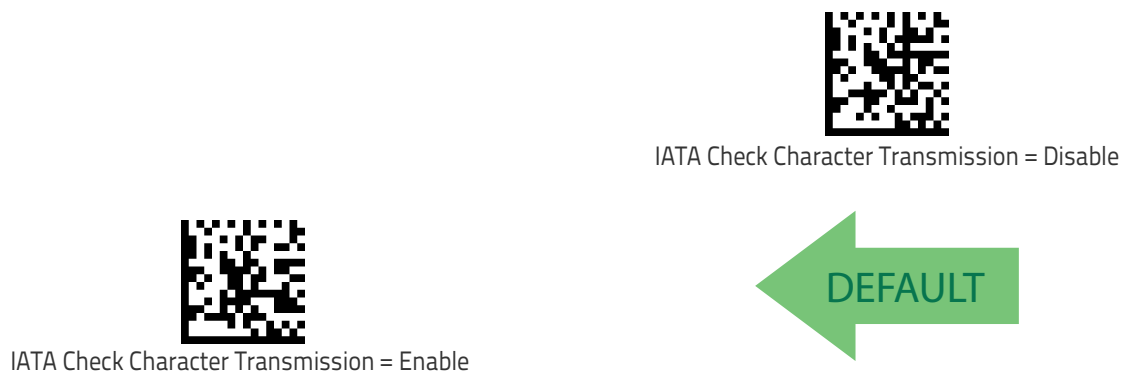 IATA Check Character Transmission = Disable
DEFAULT
IATA Check Character Transmission = Enable